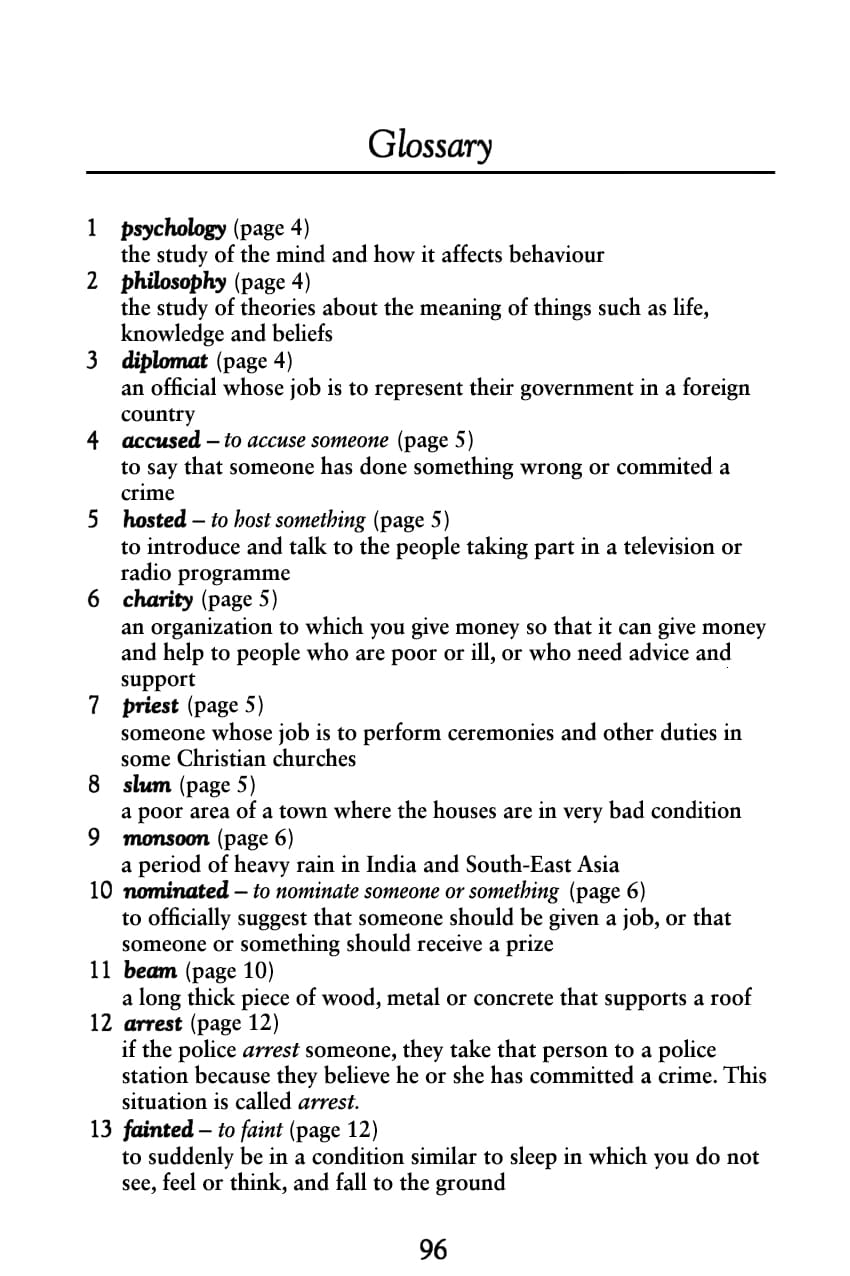 Glossary
1 psychology (page 4)
the study of the mind and how it affects behaviour
2 philosophy (page 4)
the study of theories about the meaning of things such as life,
knowledge and beliefs
3 diplomat (page 4)
an official whose job is to represent their government in a foreign
country
4 accused – to accuse someone (page 5)
to say that someone has done something wrong or commited a
crime
5 hosted – to host something (page 5)
to introduce and talk to the people taking part in a television or
radio programme
6 charity (page 5)
an organization to which you give money so that it can give money
and help to people who are poor or ill, or who need advice and
support
7 priest (page 5)
someone whose job is to perform ceremonies and other duties in
some Christian churches
8 slum (page 5)
a poor area of a town where the houses are in very bad condition
9 monsoon (page 6)
a period of heavy rain in India and South-East Asia
10 nominated – to nominate someone or something (page 6)
to officially suggest that someone should be given a job, or that
someone or something should receive a prize
11 beam (page 10)
a long thick piece of wood, metal or concrete that supports a roof
12 arrest (page 12)
if the police arrest someone, they take that person to a police
station because they believe he or she has committed a crime. This
situation is called arrest.
13 fainted – to faint (page 12)
to suddenly be in a condition similar to sleep in which you do not
see, feel or think, and fall to the ground
96